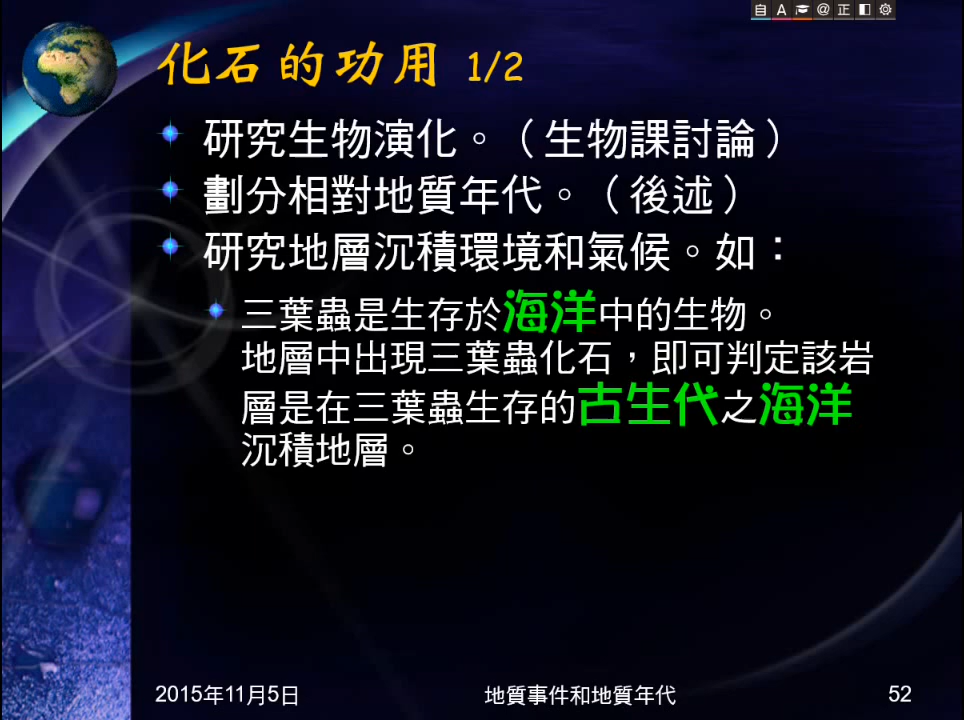 自 A @ 正
化石的功用 1/2
研究生物演化。（生物課討論）
劃分相對地質年代。（後述）
研究地層沉積環境和氣候。如：
三葉蟲是生存於海洋中的生物。
地層中出現三葉蟲化石，即可判定該岩
層是在三葉蟲生存的古生代之海洋
沉積地層。
2015年11月5日 地質事件和地質年代 52